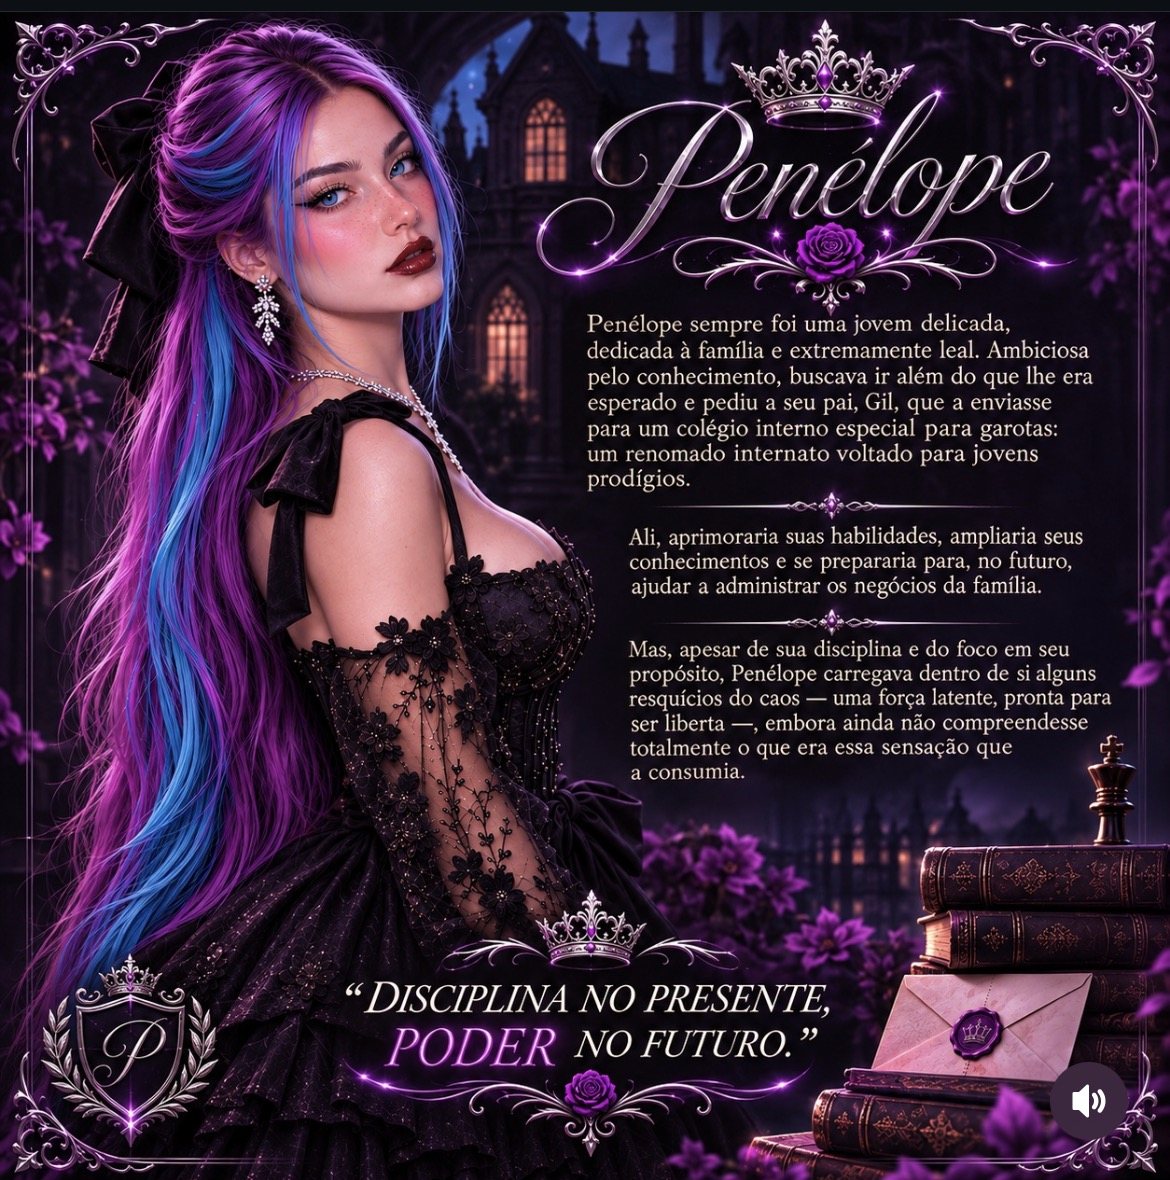 Penélope
Penélope sempre foi uma jovem delicada,
dedicada à família e extremamente leal. Ambiciosa
pelo conhecimento, buscava ir além do que lhe era
esperado e pediu a seu pai, Gil, que a enviasse
para um colégio interno especial para garotas:
um renomado internato voltado para jovens
prodígios.
Ali, aprimoraria suas habilidades, ampliaria seus
conhecimentos e se prepararia para, no futuro,
ajudar a administrar os negócios da família.
Mas, apesar de sua disciplina e do foco em seu
propósito, Penélope carregava dentro de si alguns
resquícios do caos — uma força latente, pronta para
ser liberta —, embora ainda não compreendesse
totalmente o que era essa sensação que
a consumia.
“DISCIPLINA NO PRESENTE,
PODER NO FUTURO.”
P